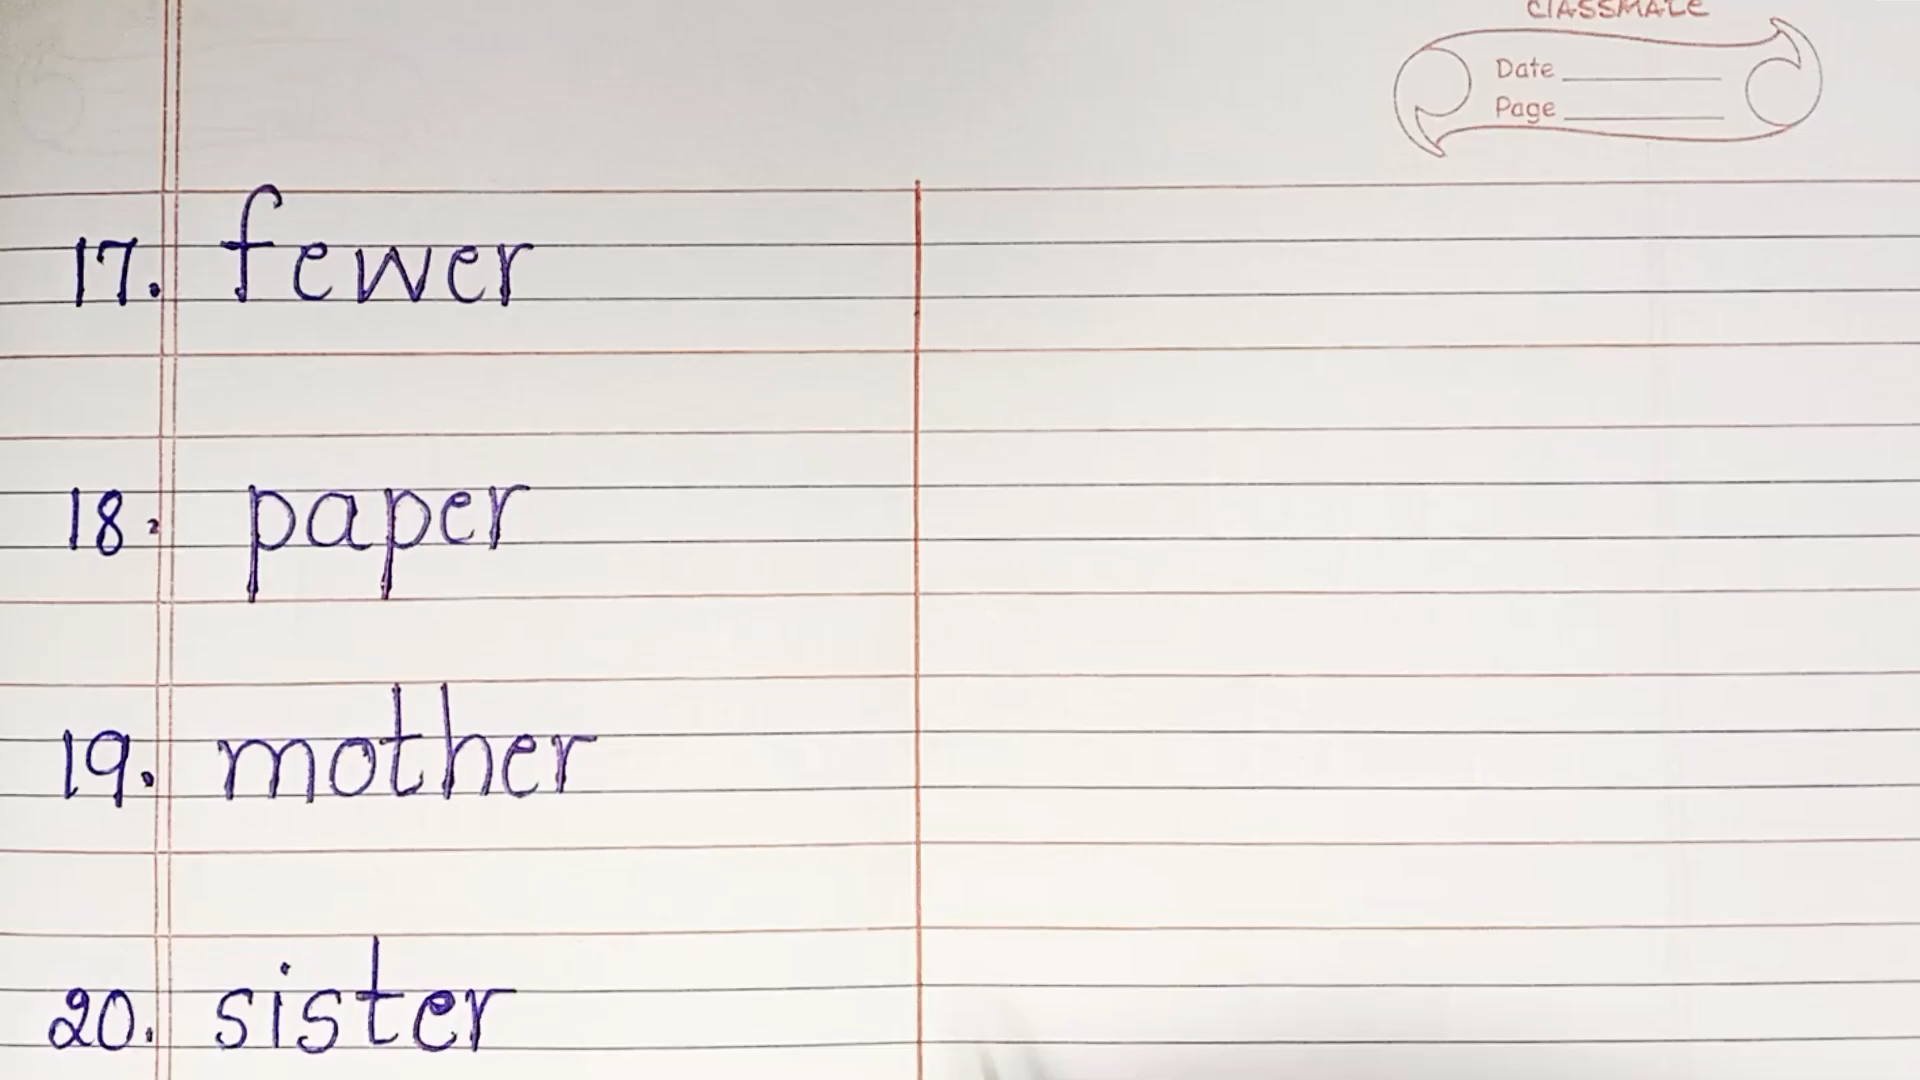 classmate
Date
Page
17. fewer
18. paper
19. mother
20. sister